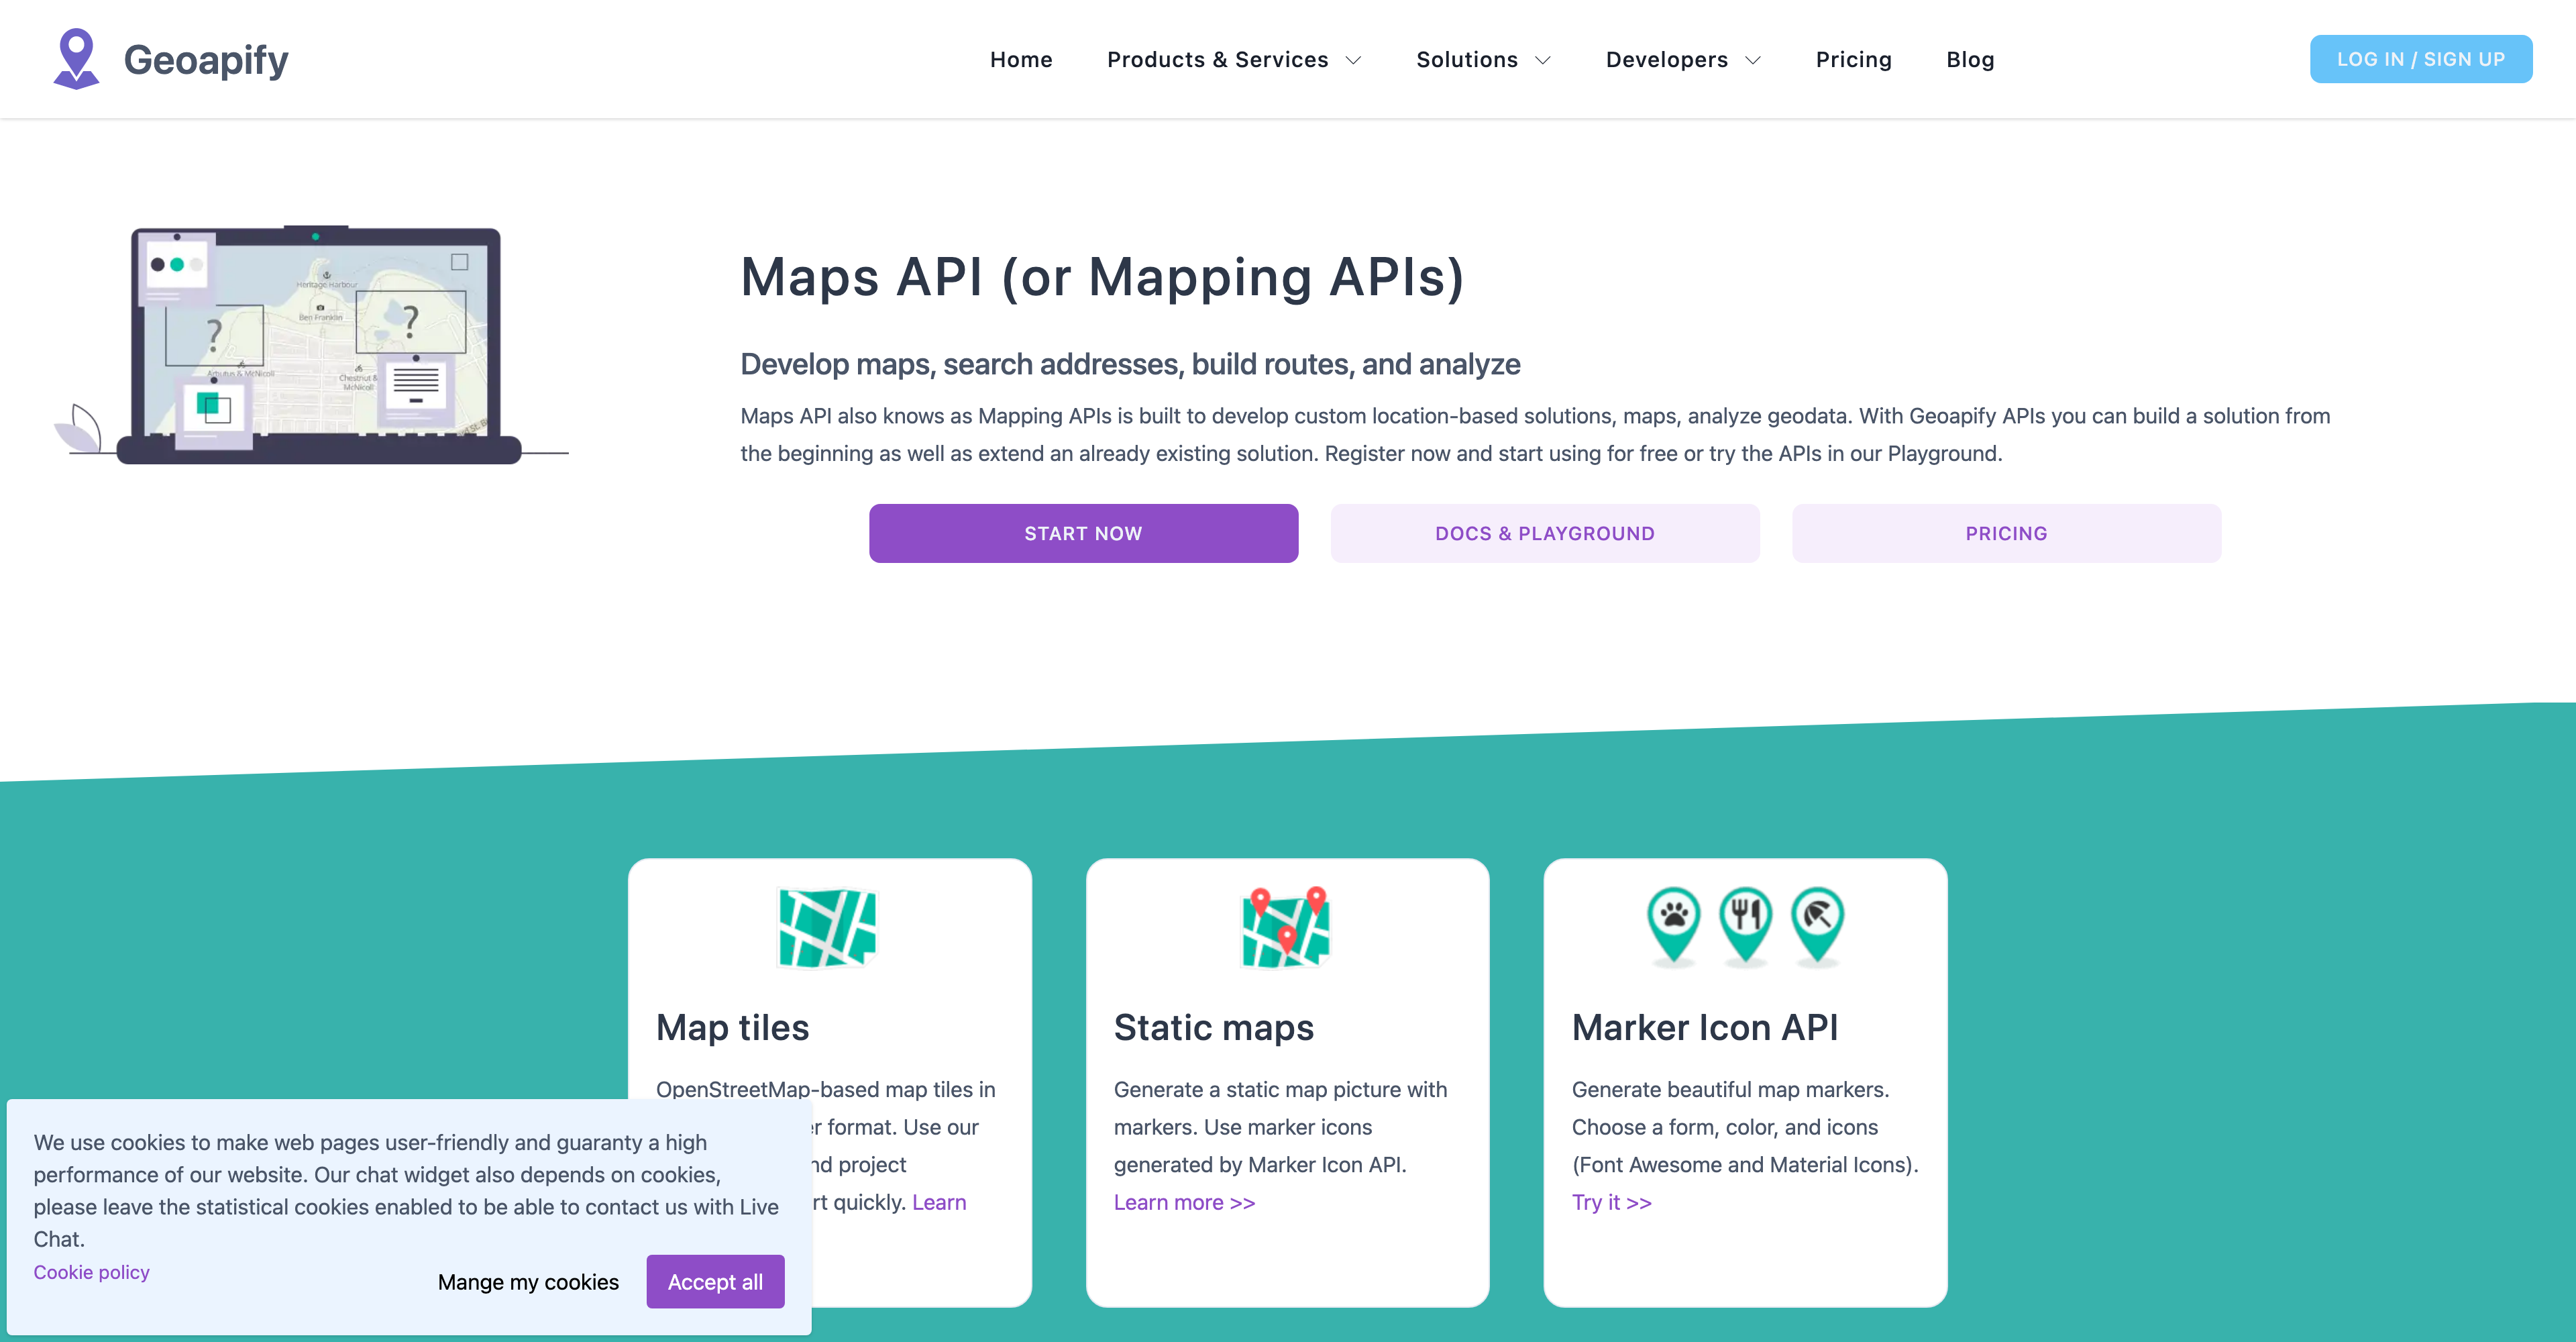 Geoapify
Home
Products & Services
Solutions
Developers
Pricing
Blog
LOG IN / SIGN UP
Heritage Harbour
Ben Franklin
?
?
Arbutus & McNicoll
Chestnut &
McNicoll
Maps API (or Mapping APIs)
Develop maps, search addresses, build routes, and analyze
Maps API also knows as Mapping APIs is built to develop custom location-based solutions, maps, analyze geodata. With Geoapify APIs you can build a solution from
the beginning as well as extend an already existing solution. Register now and start using for free or try the APIs in our Playground.
START NOW
DOCS & PLAYGROUND
PRICING
Map tiles
OpenStreetMap-based map tiles in
format. Use our
project
quickly. Learn
Static maps
Generate a static map picture with
markers. Use marker icons
generated by Marker Icon API.
Learn more >>
Marker Icon API
Generate beautiful map markers.
Choose a form, color, and icons
(Font Awesome and Material Icons).
Try it >>
We use cookies to make web pages user-friendly and guaranty a high
performance of our website. Our chat widget also depends on cookies,
please leave the statistical cookies enabled to be able to contact us with Live
Chat.
Cookie policy
Mange my cookies
Accept all